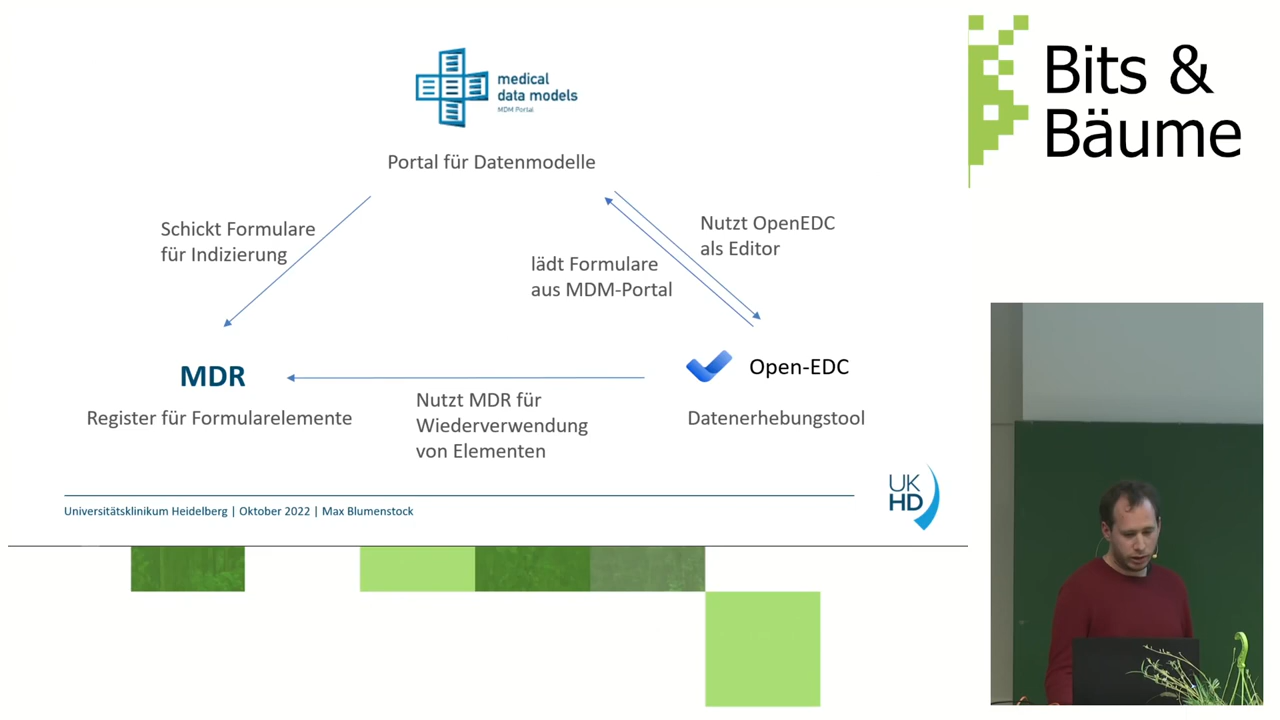 medical
data models
MDM Portal
Portal für Datenmodelle
Schickt Formulare
für Indizierung
Nutzt OpenEDC
als Editor
lädt Formulare
aus MDM-Portal
MDR
Register für Formularelemente
Nutzt MDR für
Wiederverwendung
von Elementen
Open-EDC
Datenerhebungstool
Universitätsklinikum Heidelberg | Oktober 2022 | Max Blumenstock
UK
HD
Bits &
Bäume